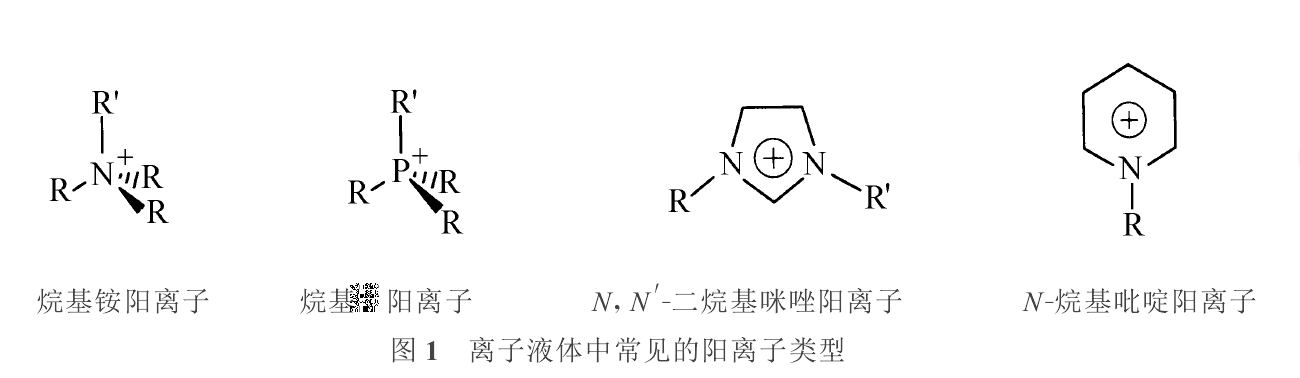 R' R' N+ R R R P+ R R R N + N R R' + N R
烷基铵阳离子 烷基 阳离子 N, N′-二烷基咪唑阳离子 N-烷基吡啶阳离子
图 1 离子液体中常见的阳离子类型